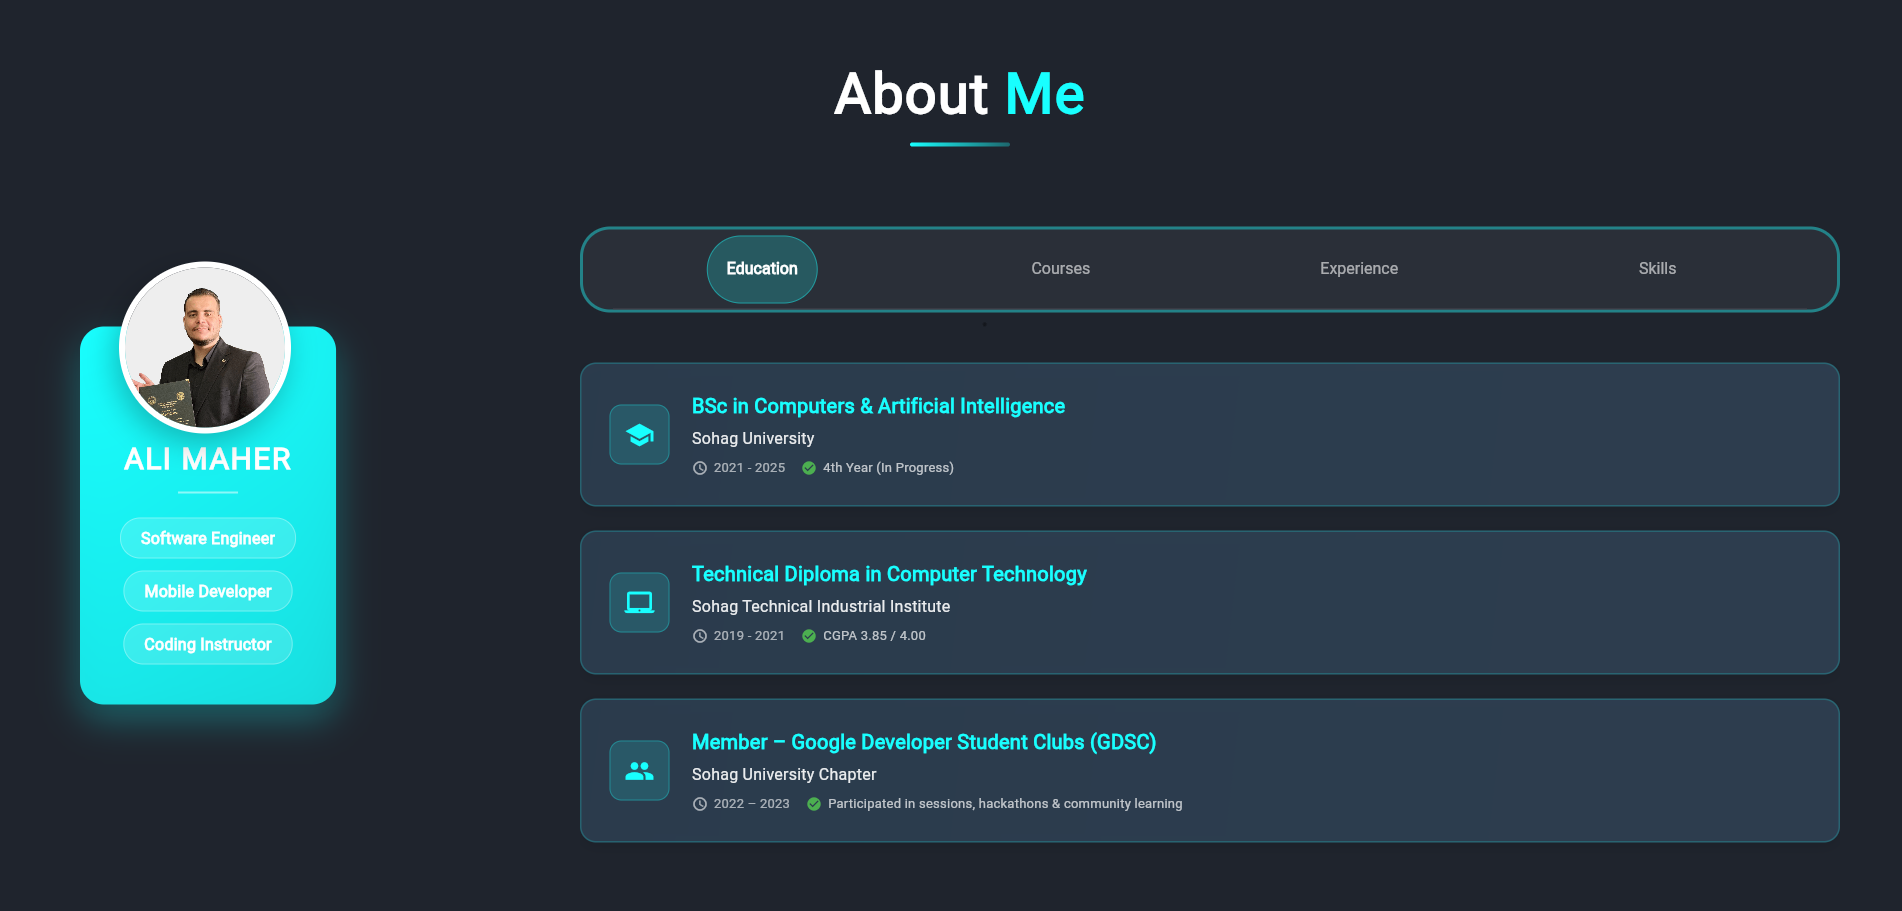 About Me
Education
Courses
Experience
Skills
ALI MAHER
Software Engineer
Mobile Developer
Coding Instructor
BSc in Computers & Artificial Intelligence
Sohag University
2021 - 2025 4th Year (In Progress)
Technical Diploma in Computer Technology
Sohag Technical Industrial Institute
2019 - 2021 CGPA 3.85 / 4.00
Member – Google Developer Student Clubs (GDSC)
Sohag University Chapter
2022 – 2023 Participated in sessions, hackathons & community learning